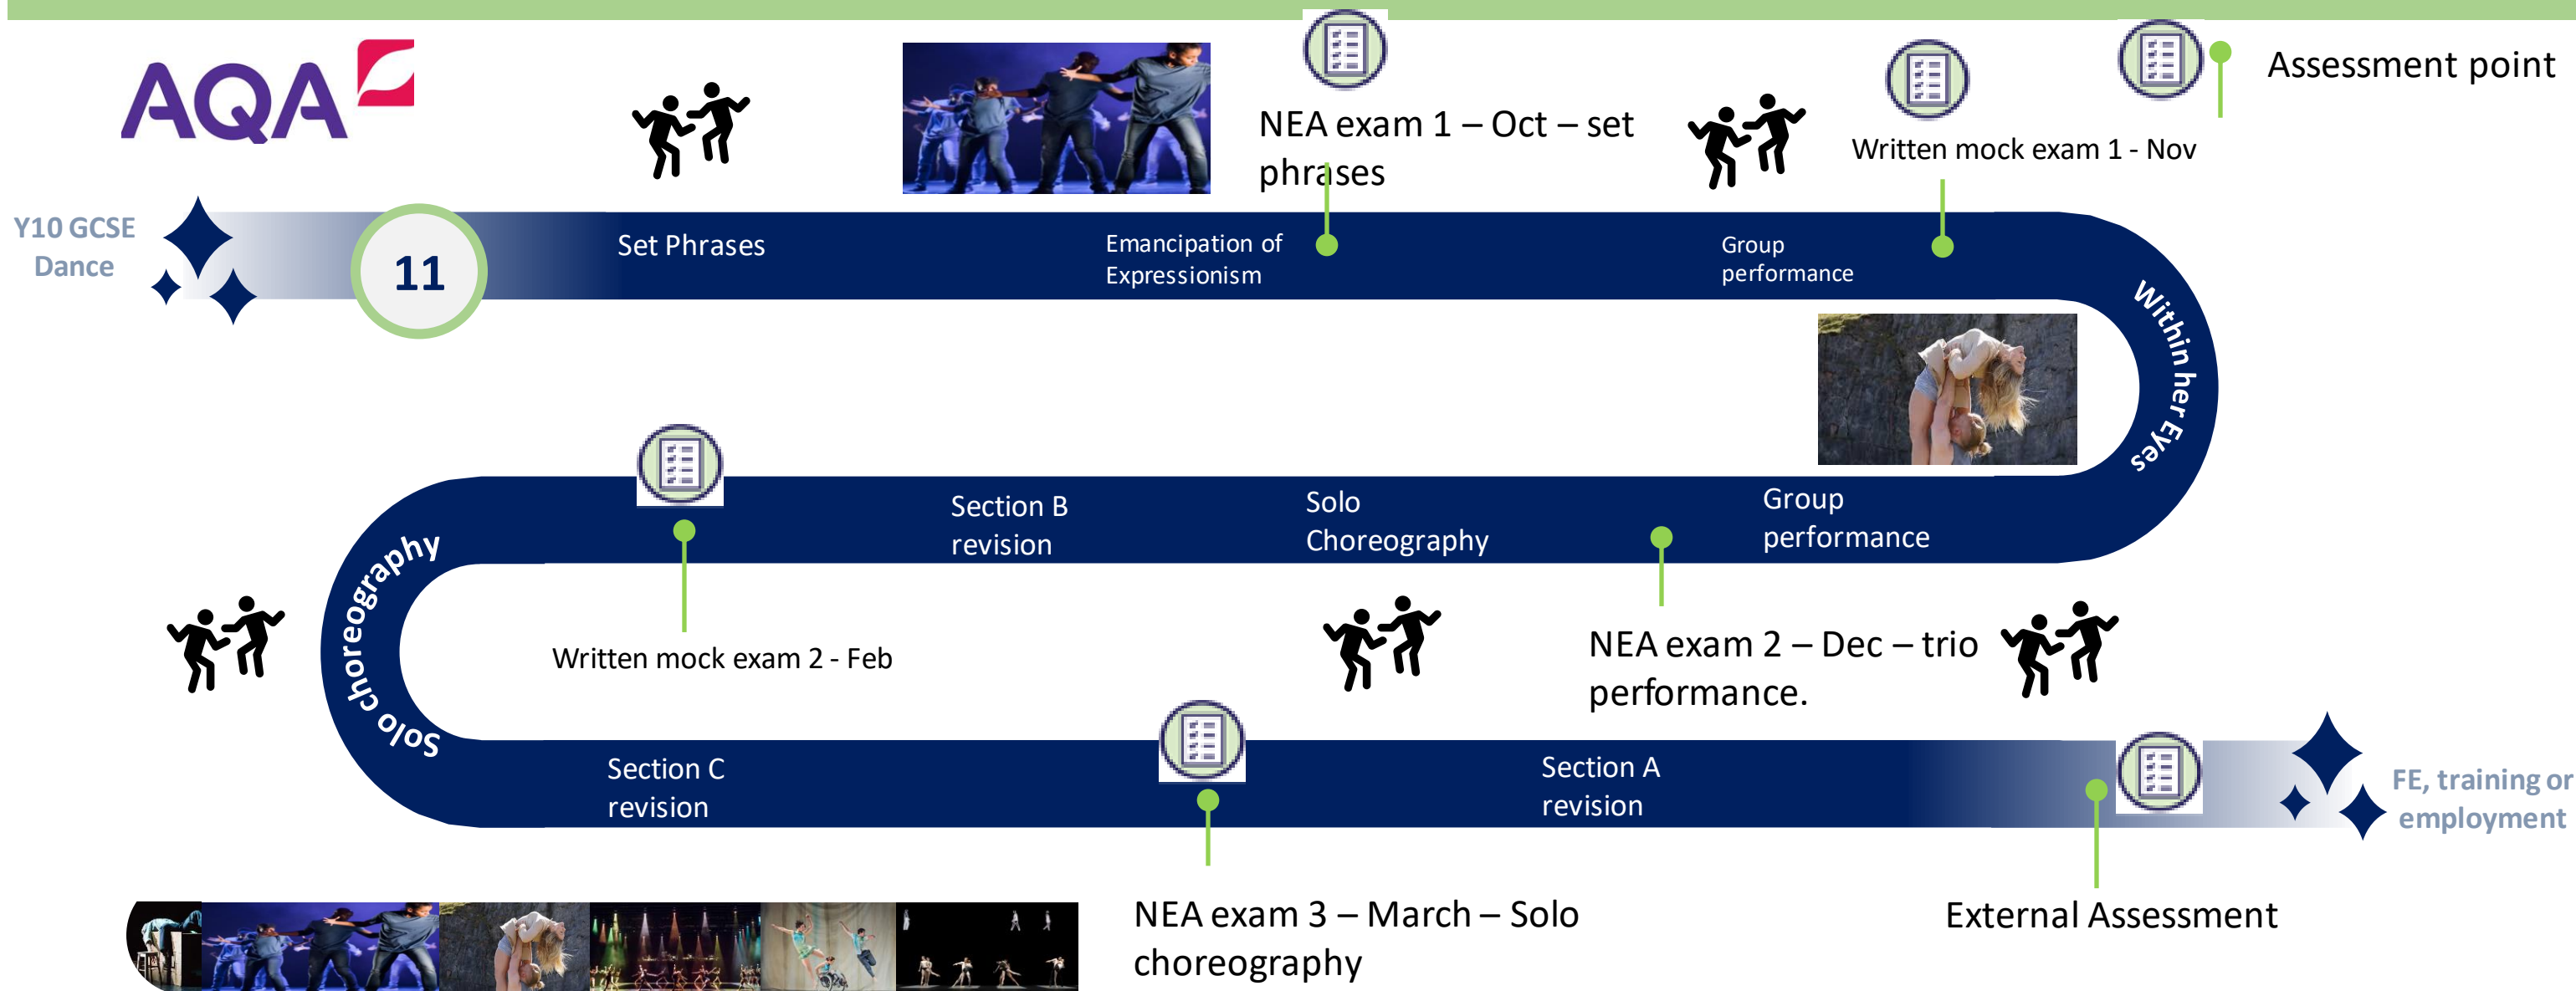 AQA
Assessment point
NEA exam 1 – Oct – set
phrases
Written mock exam 1 - Nov
Y10 GCSE
Dance
11
Set Phrases
Emancipation of
Expressionism
Group
performance
Within her Eyes
Group
performance
Solo
Choreography
Section B
revision
NEA exam 2 – Dec – trio
performance.
Written mock exam 2 - Feb
Solo choreography
Section C
revision
Section A
revision
FE, training or
employment
NEA exam 3 – March – Solo
choreography
External Assessment